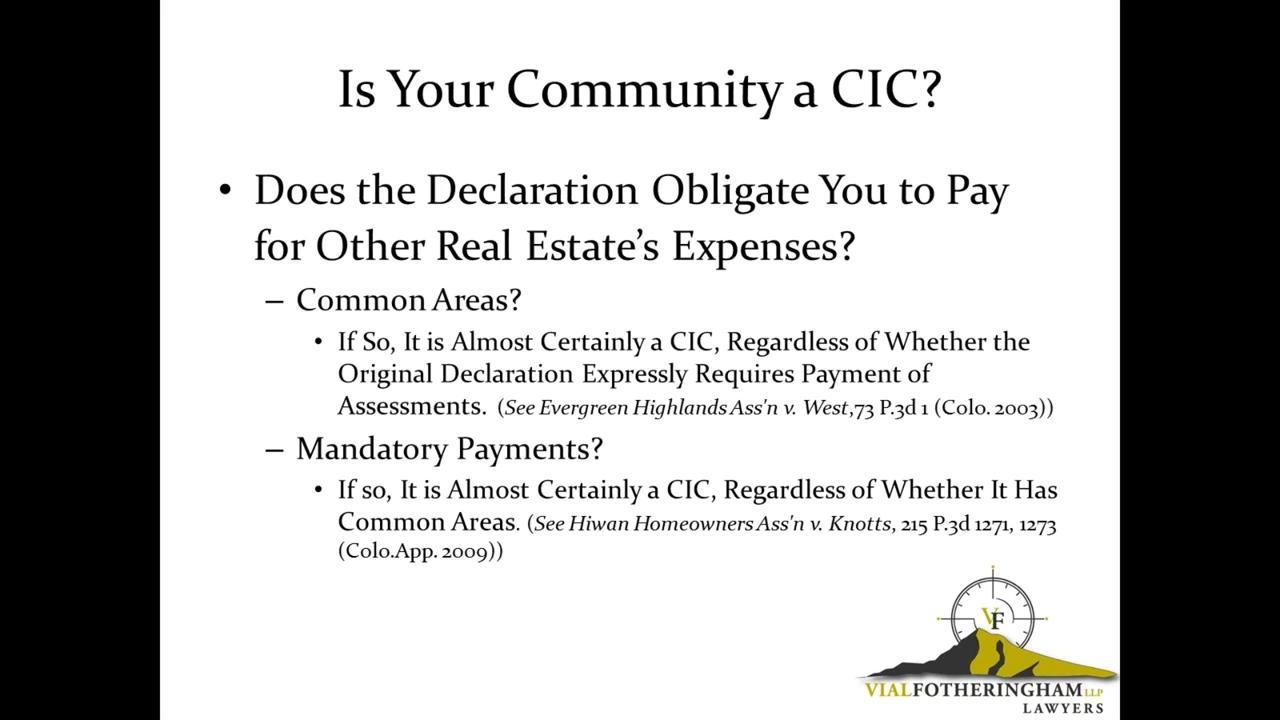 Is Your Community a CIC?
• Does the Declaration Obligate You to Pay
for Other Real Estate’s Expenses?
– Common Areas?
• If So, It is Almost Certainly a CIC, Regardless of Whether the
Original Declaration Expressly Requires Payment of
Assessments. (See Evergreen Highlands Ass'n v. West,73 P.3d 1 (Colo. 2003))
– Mandatory Payments?
• If so, It is Almost Certainly a CIC, Regardless of Whether It Has
Common Areas. (See Hiwan Homeowners Ass'n v. Knotts, 215 P.3d 1271, 1273
(Colo.App. 2009))
VF
VIALFOTHERINGHAM LLP
LAWYERS